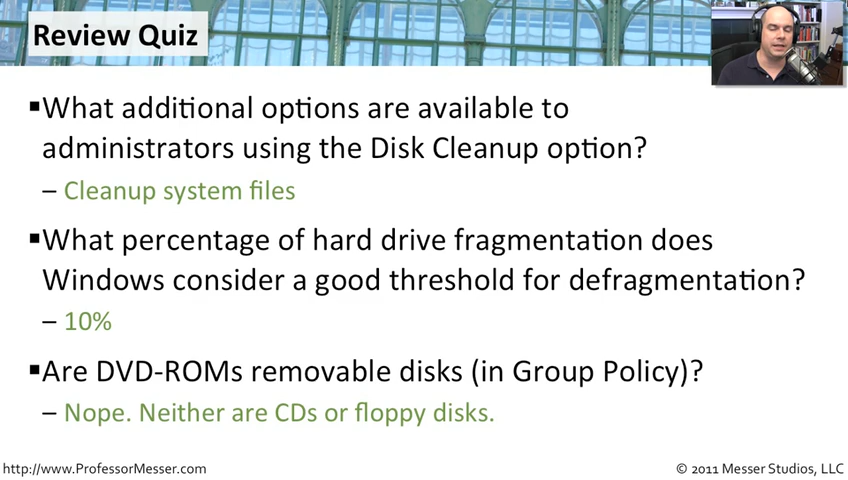 Review Quiz
▪What additional options are available to
administrators using the Disk Cleanup option?
– Cleanup system files
▪What percentage of hard drive fragmentation does
Windows consider a good threshold for defragmentation?
– 10%
▪Are DVD-ROMs removable disks (in Group Policy)?
– Nope. Neither are CDs or floppy disks.
http://www.ProfessorMesser.com
© 2011 Messer Studios, LLC